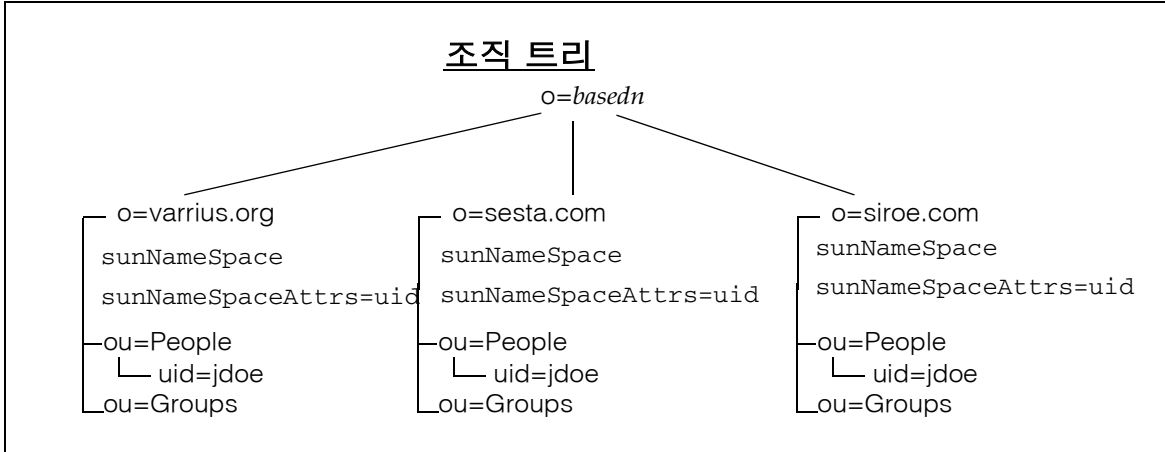 조직 트리
o=basedn
o=varrius.org
sunNameSpace
sunNameSpaceAttrs=uid
ou=People
uid=jdoe
ou=Groups
o=sesta.com
sunNameSpace
sunNameSpaceAttrs=uid
ou=People
uid=jdoe
ou=Groups
o=siroe.com
sunNameSpace
sunNameSpaceAttrs=uid
ou=People
uid=jdoe
ou=Groups